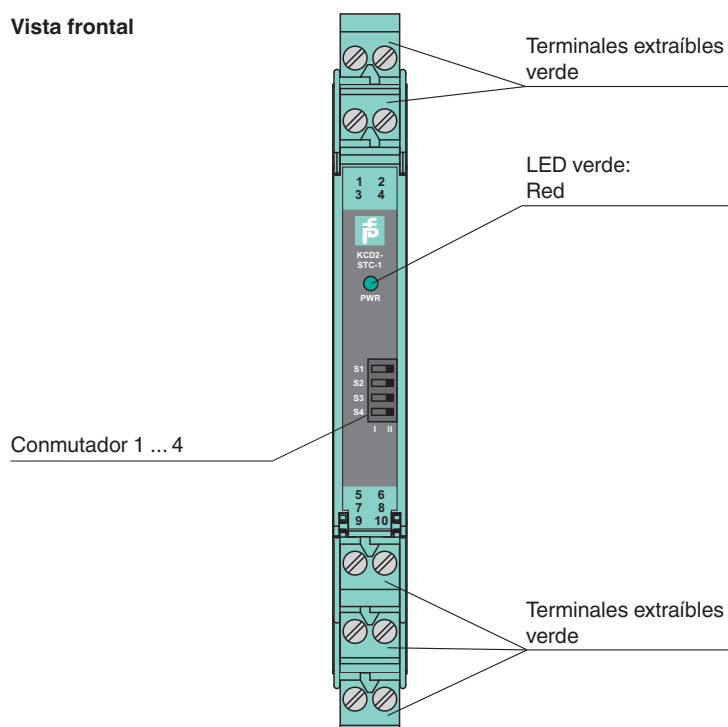 Vista frontal
Terminales extraíbles
verde
LED verde:
Red
1 2
3 4
KCD2-
STC-1
PWR
S1
S2
S3
S4
I II
Conmutador 1 ... 4
5 6
7 8
9 10
Terminales extraíbles
verde